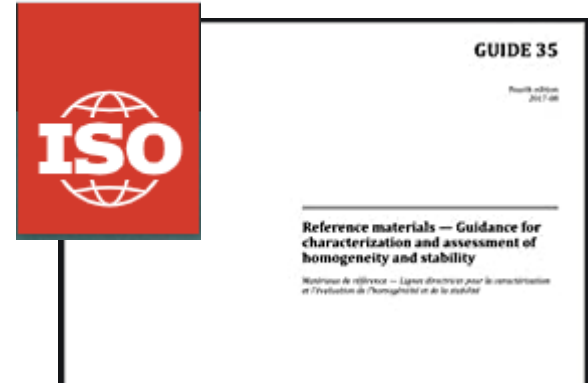 ISO
GUIDE 35
Fourth edition
2017-08
Reference materials — Guidance for
characterization and assessment of
homogeneity and stability
Matériaux de référence — Lignes directrices pour la caractérisation
et l'évaluation de l'homogénéité et de la stabilité